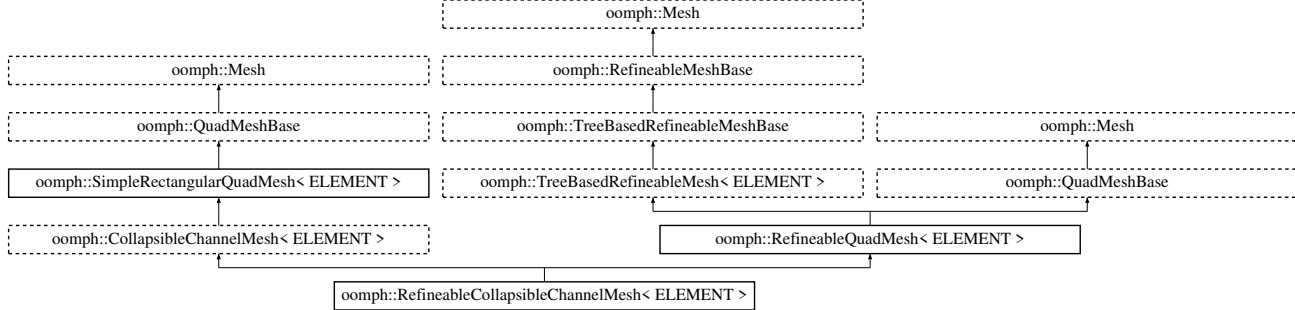 oomph::Mesh
oomph::Mesh
oomph::RefineableMeshBase
oomph::QuadMeshBase
oomph::TreeBasedRefineableMeshBase
oomph::Mesh
oomph::SimpleRectangularQuadMesh< ELEMENT >
oomph::TreeBasedRefineableMesh< ELEMENT >
oomph::QuadMeshBase
oomph::CollapsibleChannelMesh< ELEMENT >
oomph::RefineableQuadMesh< ELEMENT >
oomph::RefineableCollapsibleChannelMesh< ELEMENT >